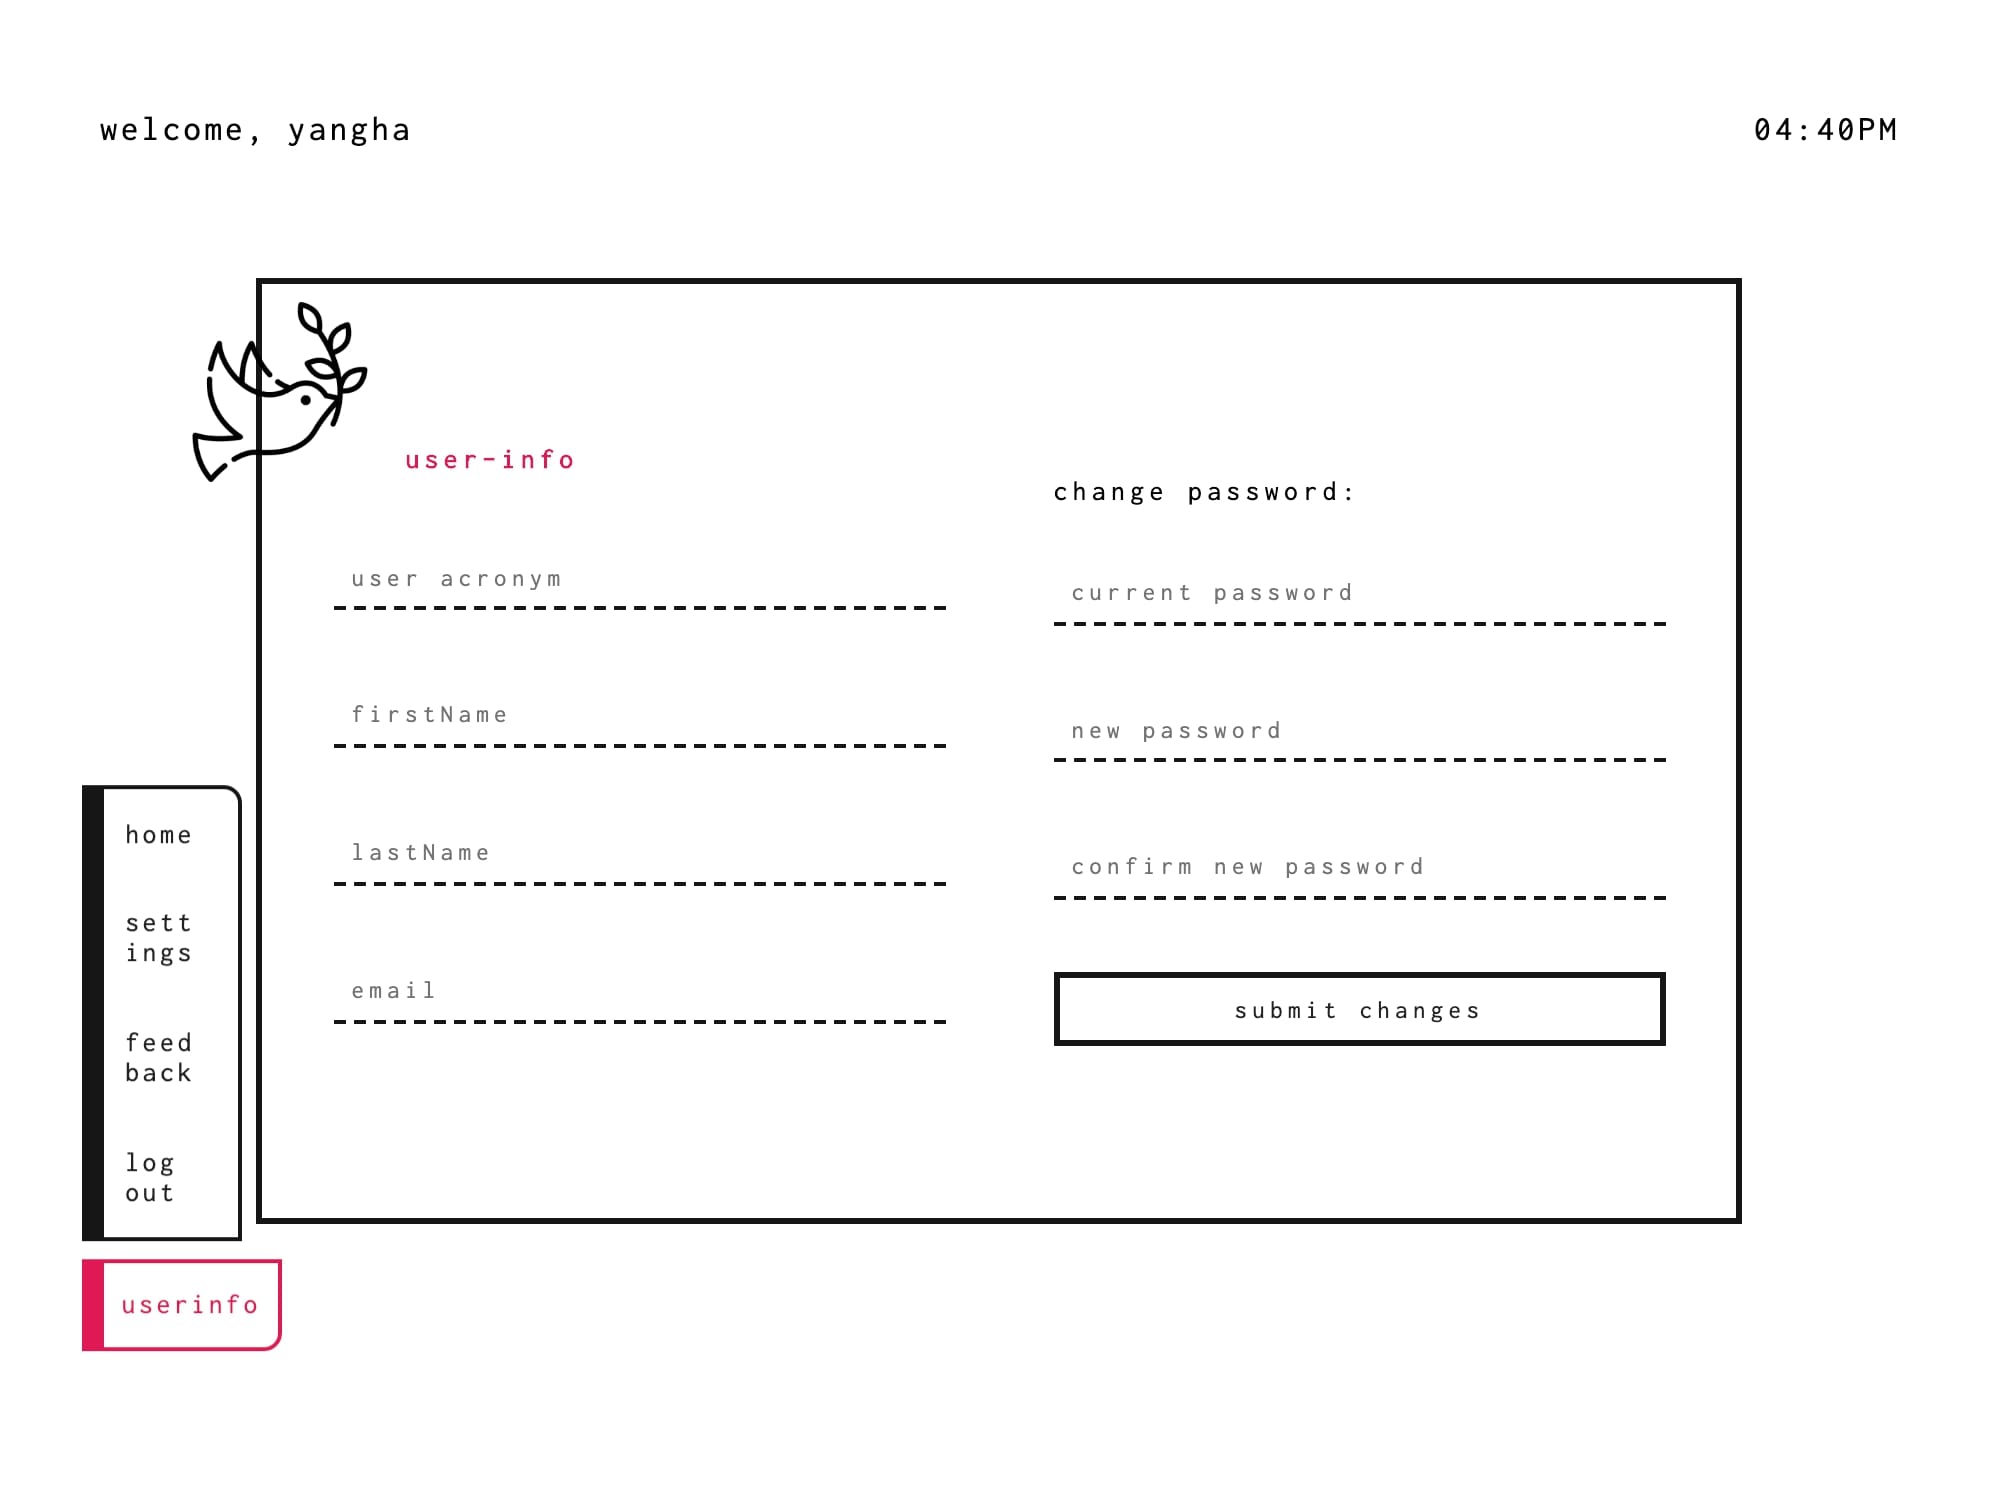 welcome, yangha
04:40PM
user-info
user acronym
firstName
lastName
email
change password:
current password
new password
confirm new password
submit changes
home
sett
ings
feed
back
log
out
userinfo